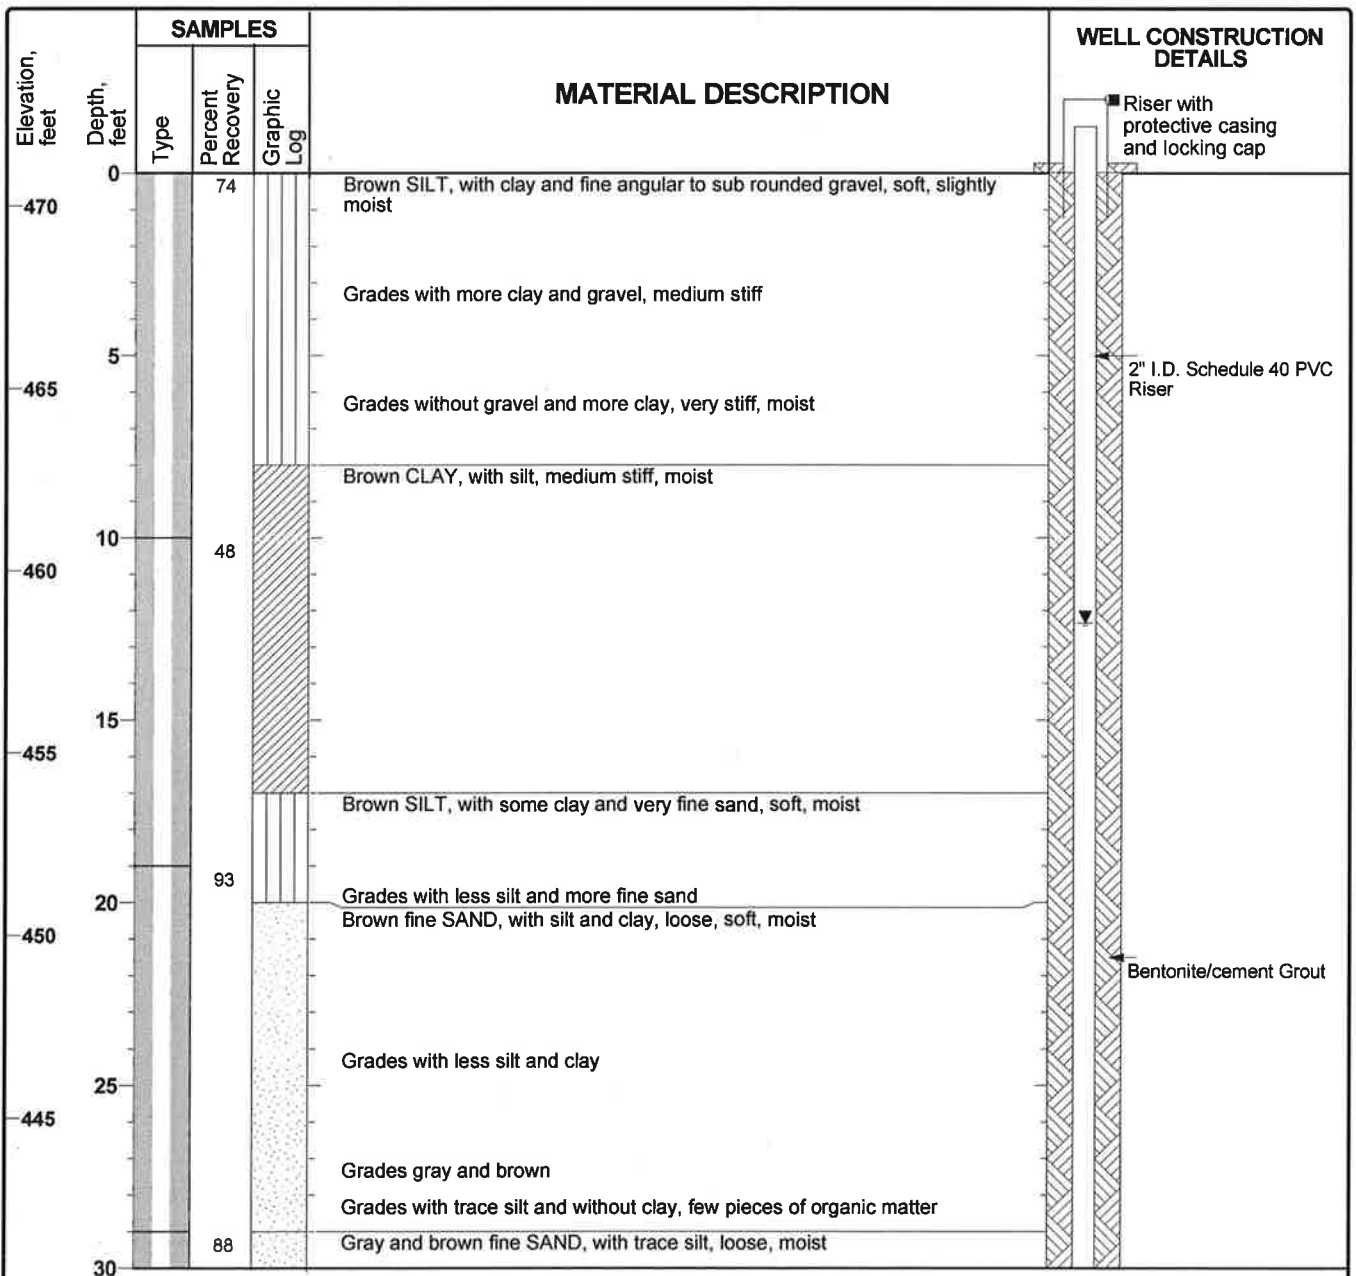 SAMPLES
Elevation,
feet
Depth,
feet
Type
Percent
Recovery
Graphic
Log
MATERIAL DESCRIPTION
WELL CONSTRUCTION
DETAILS
Riser with
protective casing
and locking cap
0
74
Brown SILT, with clay and fine angular to sub rounded gravel, soft, slightly
moist
470
Grades with more clay and gravel, medium stiff
5
2" I.D. Schedule 40 PVC
Riser
465
Grades without gravel and more clay, very stiff, moist
Brown CLAY, with silt, medium stiff, moist
10
48
460
15
455
Brown SILT, with some clay and very fine sand, soft, moist
93
Grades with less silt and more fine sand
20
Brown fine SAND, with silt and clay, loose, soft, moist
450
Bentonite/cement Grout
Grades with less silt and clay
25
445
Grades gray and brown
Grades with trace silt and without clay, few pieces of organic matter
88
Gray and brown fine SAND, with trace silt, loose, moist
30